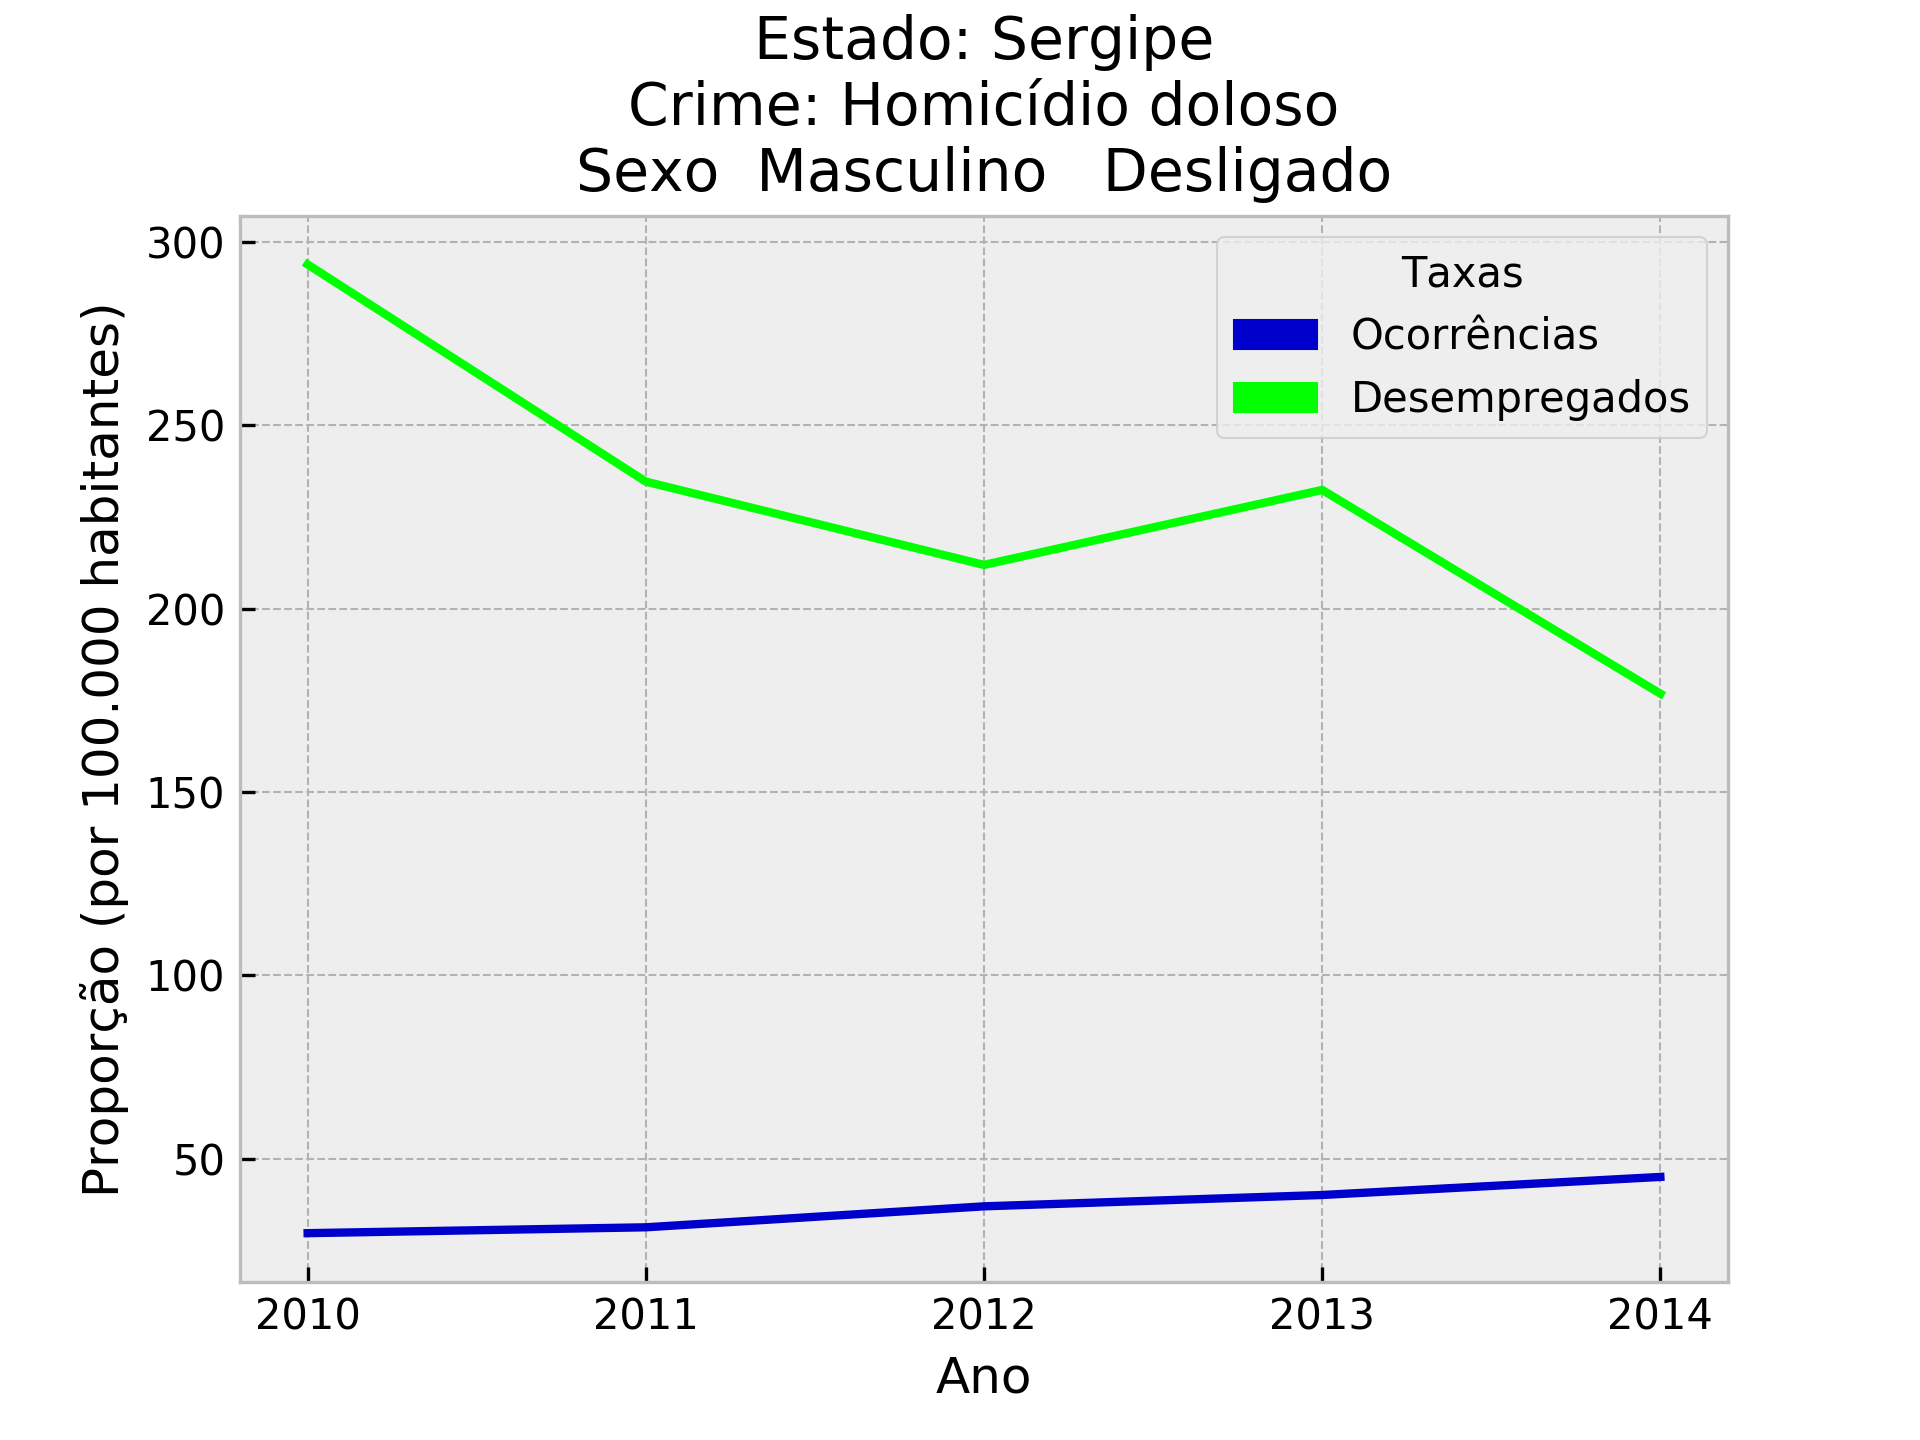 Estado: Sergipe
Crime: Homicídio doloso
Sexo  Masculino   Desligado
300
250
200
150
100
50
Proporção (por 100.000 habitantes)
Taxas
Ocorrências
Desempregados
2010 2011 2012 2013 2014
Ano